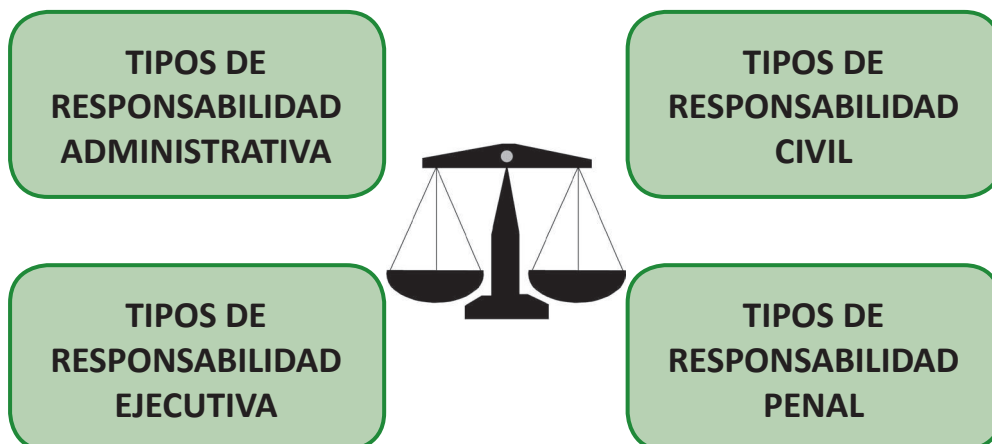 TIPOS DE
RESPONSABILIDAD
ADMINISTRATIVA
TIPOS DE
RESPONSABILIDAD
CIVIL
TIPOS DE
RESPONSABILIDAD
EJECUTIVA
TIPOS DE
RESPONSABILIDAD
PENAL